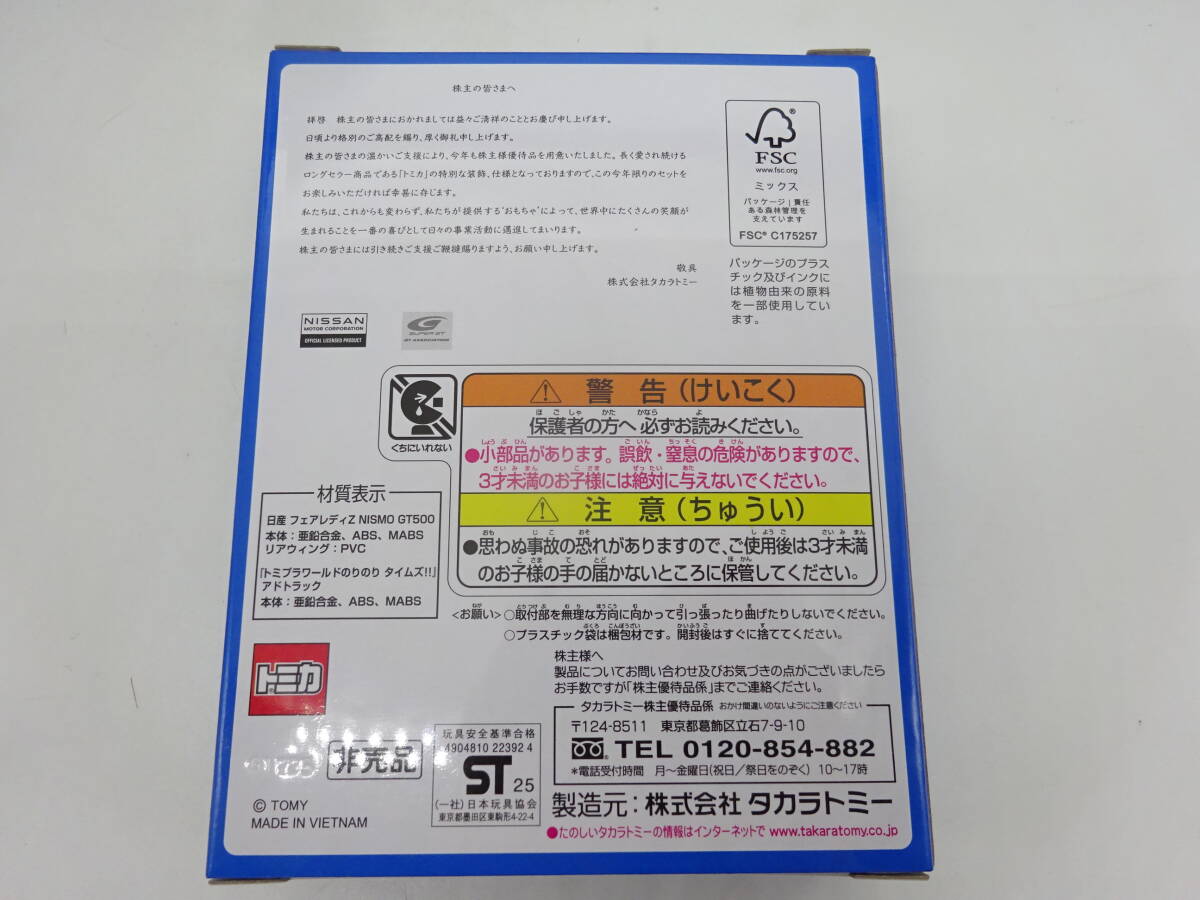 株主の皆さまへ
拝啓　株主の皆さまにおかれましては益々ご清祥のこととお慶び申し上げます。
日頃より格別のご高配を賜り、厚く御礼申し上げます。
株主の皆さまの温かいご支援により、今年も株主様優待品を用意いたしました。長く愛され続ける
ロングセラー商品である「トミカ」の特別な装飾、仕様となっておりますので、この今年限りのセットを
お楽しみいただければ幸甚に存じます。
私たちは、これからも変わらず、私たちが提供する"おもちゃ"によって、世界中にたくさんの笑顔が
生まれることを一番の喜びとして日々の事業活動に邁進してまいります。
株主の皆さまには引き続きご支援ご鞭撻賜りますよう、お願い申し上げます。
敬具
株式会社タカラトミー
FSC
www.fsc.org
ミックス
パッケージ|責任
ある森林管理を
支えています
FSC® C175257
パッケージのプラス
チック及びインクに
は植物由来の原料
を一部使用してい
ます。
NISSAN
MOTOR CORPORATION
OFFICIAL LICENSED PRODUCT
SUPER GT
GT ASSOCIATION
くちにいれない
警告(けいこく)
保護者の方へ必ずお読みください。
●小部品があります。誤飲・窒息の危険がありますので、
3才未満のお子様には絶対に与えないでください。
注意(ちゅうい)
●思わぬ事故の恐れがありますので、ご使用後は3才未満
のお子様の手の届かないところに保管してください。
材質表示
日産 フェアレディZ NISMO GT500
本体：亜鉛合金、ABS、MABS
リアウィング：PVC
「トミプラワールドのりのり タイムズ!!」
アドトラック
本体：亜鉛合金、ABS、MABS
<お願い>○取付部を無理な方向に向かって引っ張ったり曲げたりしないでください。
○プラスチック袋は梱包材です。開封後はすぐに捨ててください。
株主様へ
製品についてお問い合わせ及びお気づきの点がございましたら
お手数ですが「株主優待品係」までご連絡ください。
タカラトミー株主優待品係 おかけ間違いのないようにご注意ください
〒124-8511　東京都葛飾区立石7-9-10
TEL 0120-854-882
*電話受付時間　月～金曜日(祝日／祭日をのぞく) 10～17時
製造元：株式会社 タカラトミー
●たのしいタカラトミーの情報はインターネットで www.takaratomy.co.jp
トミカ
非売品
© TOMY
MADE IN VIETNAM
玩具安全基準合格
4904810 22392 4
ST 25
(一社)日本玩具協会
東京都墨田区東駒形4-22-4